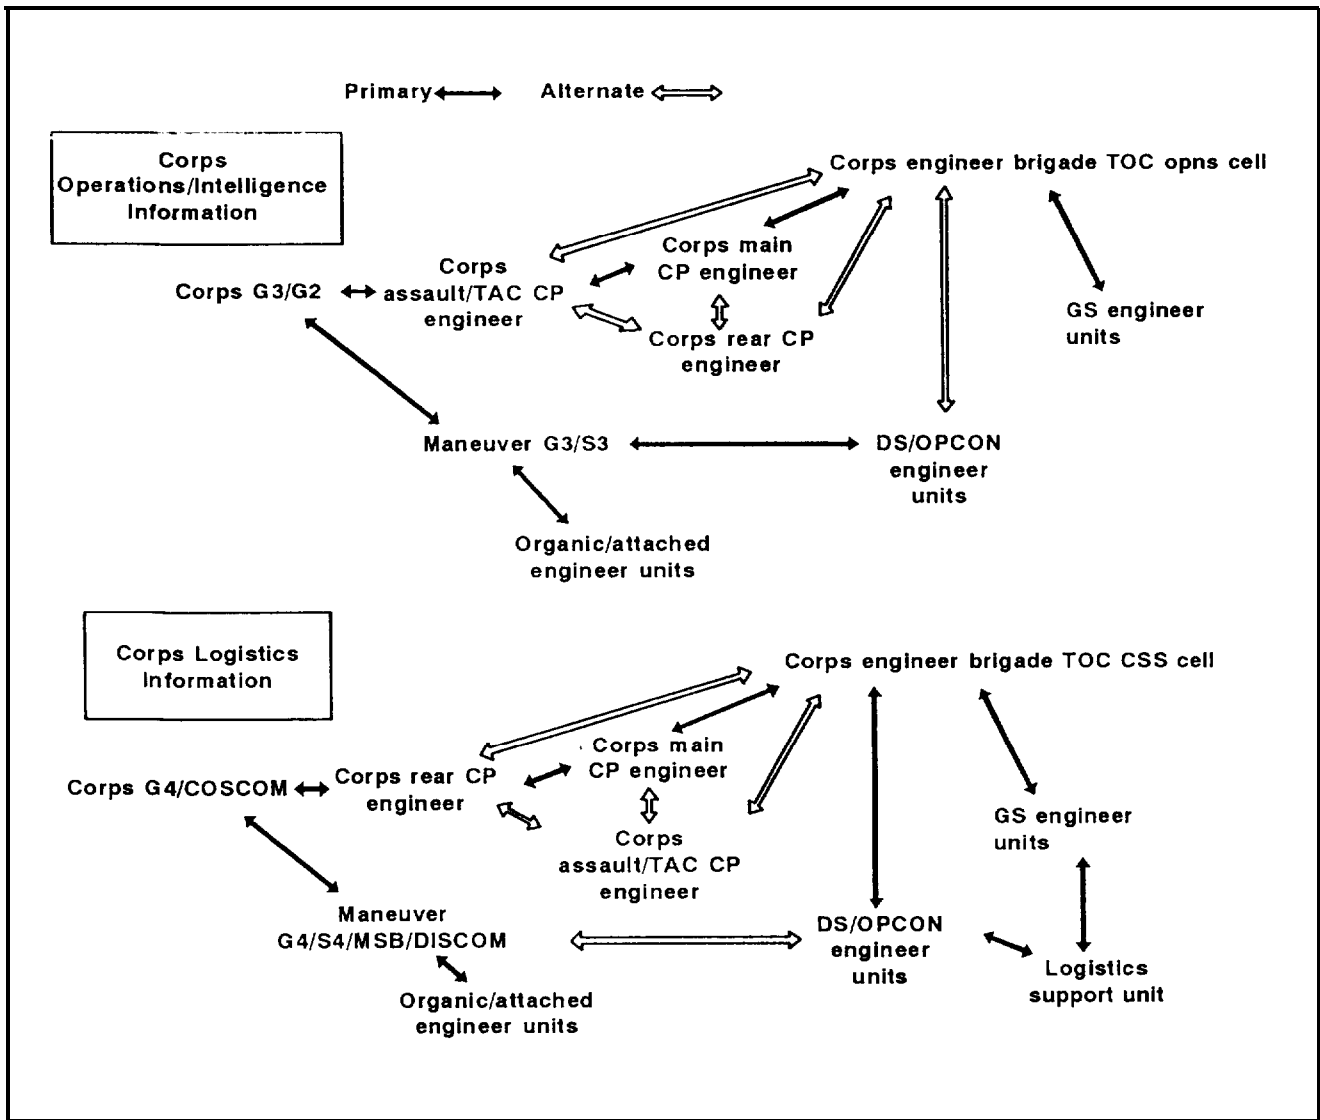 Primary
Alternate
Corps
Operations/Intelligence
Information
Corps engineer brigade TOC opns cell
Corps main
CP engineer
Corps
assault/TAC CP
engineer
Corps G3/G2
GS engineer
units
Corps rear CP
engineer
Maneuver G3/S3
DS/OPCON
engineer
units
Organic/attached
engineer units
Corps Logistics
Information
Corps engineer brigade TOC CSS cell
Corps main
CP engineer
Corps rear CP
engineer
Corps G4/COSCOM
GS engineer
units
Corps
assault/TAC CP
engineer
Maneuver
G4/S4/MSB/DISCOM
DS/OPCON
engineer
units
Logistics
support unit
Organic/attached
engineer units